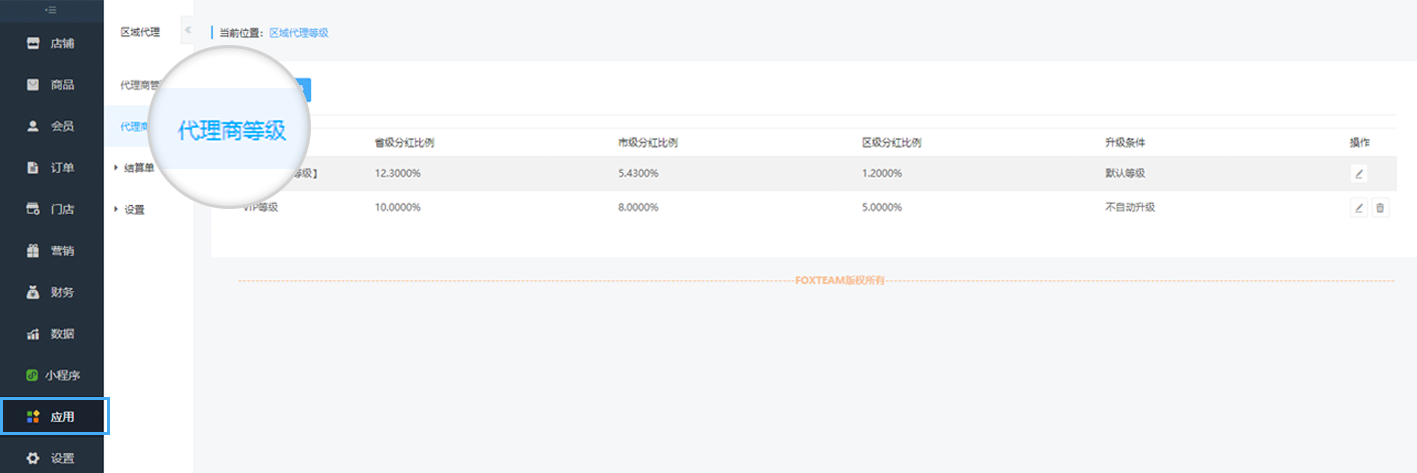 店铺
商品
会员
订单
门店
营销
财务
数据
小程序
应用
设置
区域代理
代理商管
代理商
结算单
设置
代理商等级
当前位置：区域代理等级
省级分红比例 市级分红比例 区级分红比例 升级条件 操作
等级】 12.3000% 5.4300% 1.2000% 默认等级
VIP等级 10.0000% 8.0000% 5.0000% 不自动升级
FOXTEAM版权所有